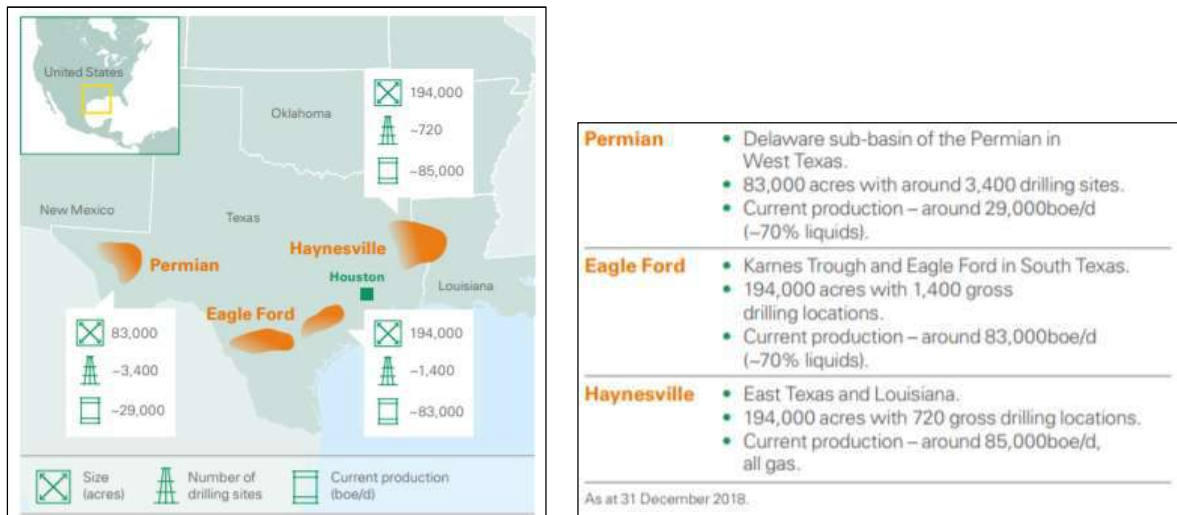 United States
Oklahoma
194,000
~720
~85,000
New Mexico
Texas
Haynesville
Permian
Houston
Louisiana
Eagle Ford
83,000
~3,400
~29,000
194,000
~1,400
~83,000
Size
(acres)
Number of
drilling sites
Current production
(boe/d)
Permian
• Delaware sub-basin of the Permian in
West Texas.
• 83,000 acres with around 3,400 drilling sites.
• Current production – around 29,000boe/d
(~70% liquids).
Eagle Ford
• Karnes Trough and Eagle Ford in South Texas.
• 194,000 acres with 1,400 gross
drilling locations.
• Current production – around 83,000boe/d
(~70% liquids).
Haynesville
• East Texas and Louisiana.
• 194,000 acres with 720 gross drilling locations.
• Current production – around 85,000boe/d,
all gas.
As at 31 December 2018.